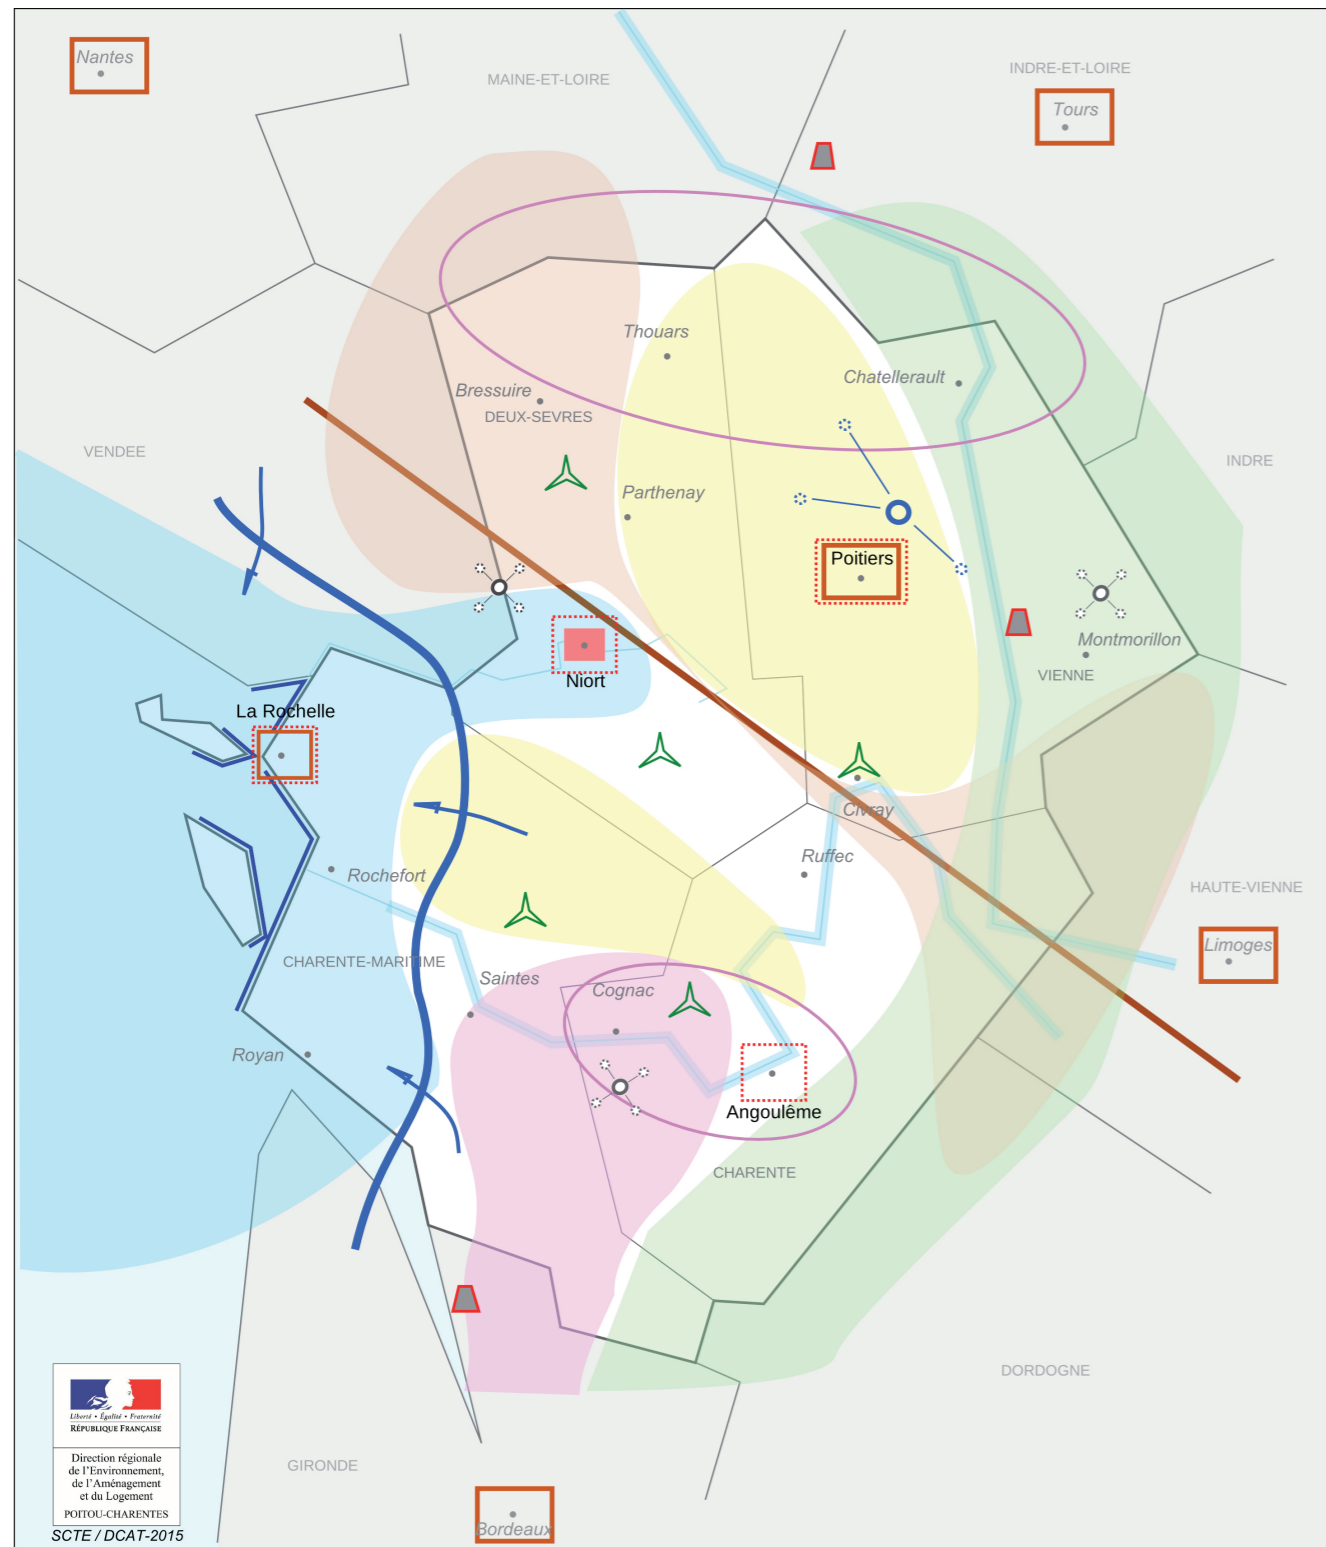 Nantes
MAINE-ET-LOIRE
INDRE-ET-LOIRE
Tours
Thouars
Chatellerault
Bressuire
DEUX-SEVRES
VENDEE
INDRE
Parthenay
Poitiers
Montmorillon
VIENNE
Niort
La Rochelle
Civray
Ruffec
Rochefort
HAUTE-VIENNE
Limoges
CHARENTE-MARITIME
Saintes
Cognac
Royan
Angoulême
CHARENTE
DORDOGNE
Liberté • Égalité • Fraternité
RÉPUBLIQUE FRANÇAISE
Direction régionale
de l'Environnement,
de l'Aménagement
et du Logement
POITOU-CHARENTES
SCTE / DCAT-2015
GIRONDE
Bordeaux